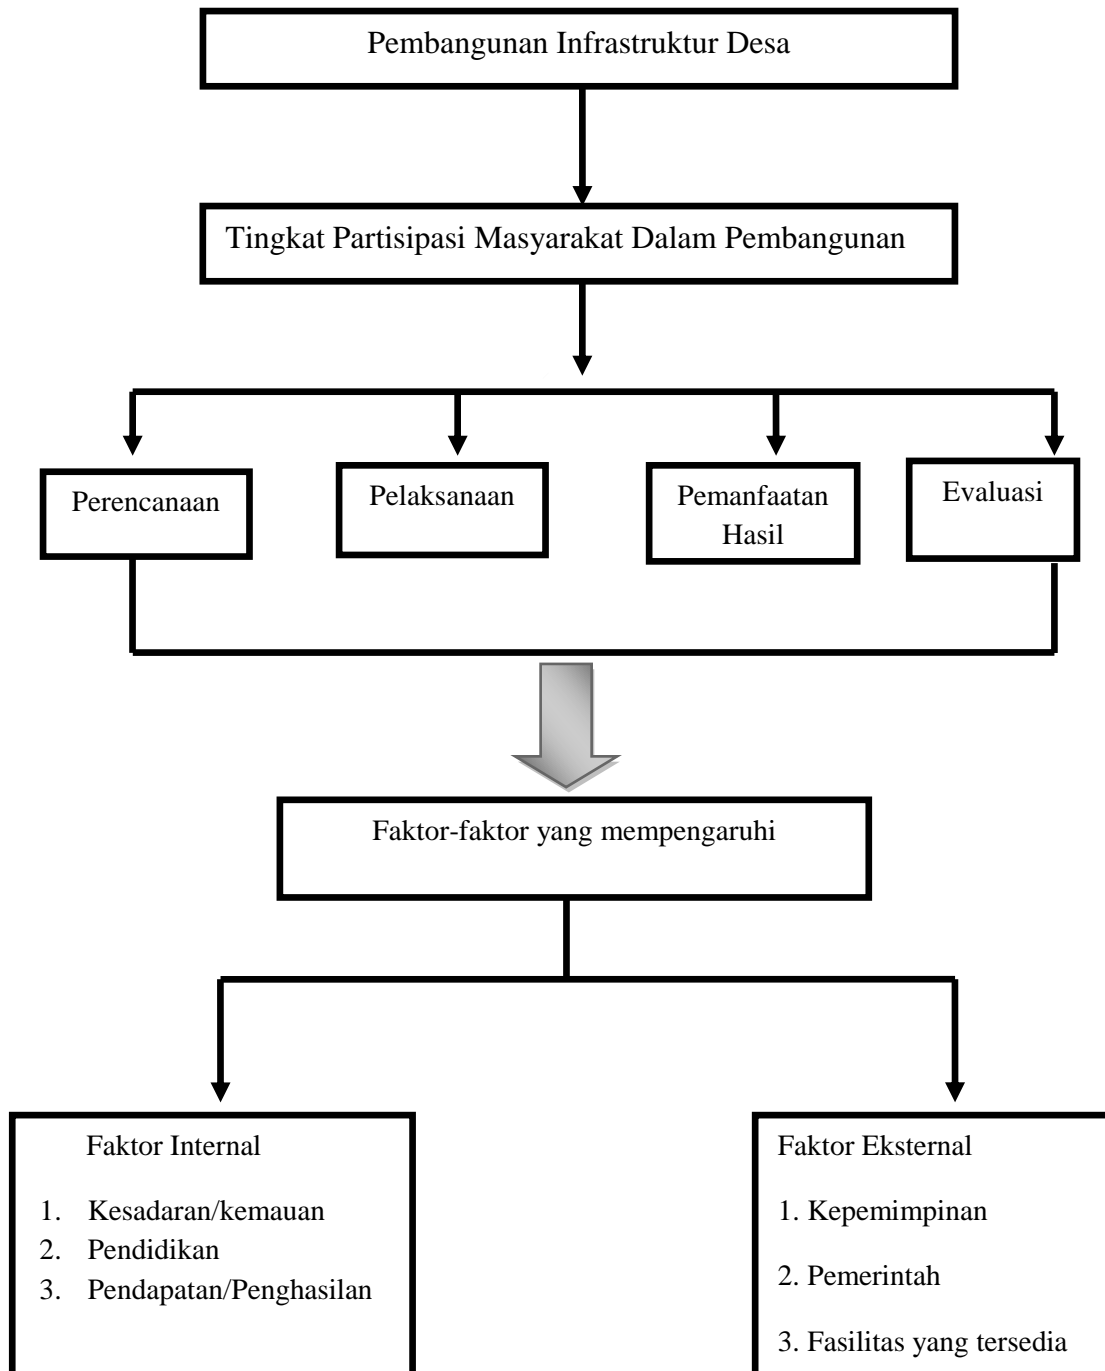 Pembangunan Infrastruktur Desa
Tingkat Partisipasi Masyarakat Dalam Pembangunan
Perencanaan
Pelaksanaan
Pemanfaatan
Hasil
Evaluasi
Faktor-faktor yang mempengaruhi
Faktor Internal
1. Kesadaran/kemauan
2. Pendidikan
3. Pendapatan/Penghasilan
Faktor Eksternal
1. Kepemimpinan
2. Pemerintah
3. Fasilitas yang tersedia